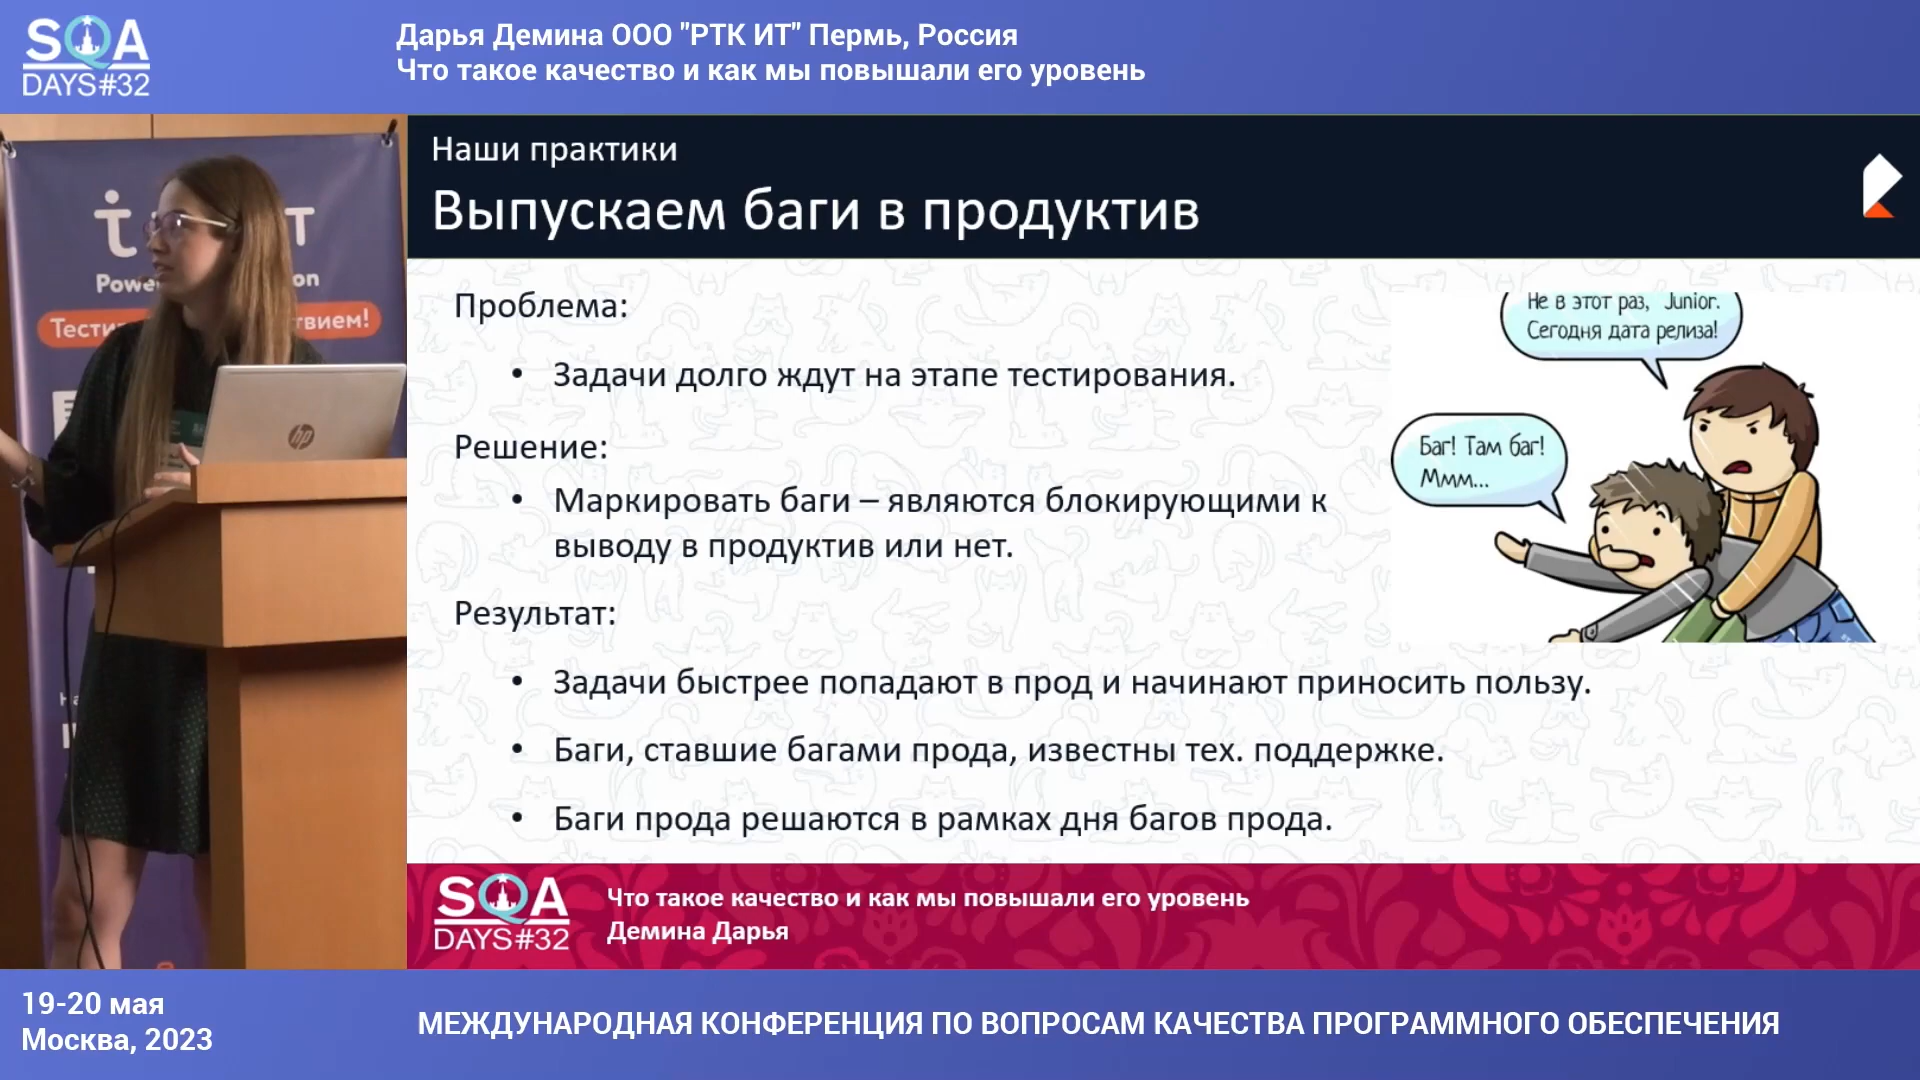 SQA
DAYS#32
Дарья Демина ООО "РТК ИТ" Пермь, Россия
Что такое качество и как мы повышали его уровень
Наши практики
Выпускаем баги в продуктив
Проблема:
• Задачи долго ждут на этапе тестирования.
Решение:
• Маркировать баги – являются блокирующими к
выводу в продуктив или нет.
Результат:
• Задачи быстрее попадают в прод и начинают приносить пользу.
• Баги, ставшие багами прода, известны тех. поддержке.
• Баги прода решаются в рамках дня багов прода.
Не в этот раз, Junior.
Сегодня дата релиза!
Баг! Там баг!
Ммм...
hp
SQA
DAYS#32
Что такое качество и как мы повышали его уровень
Демина Дарья
19-20 мая
Москва, 2023
МЕЖДУНАРОДНАЯ КОНФЕРЕНЦИЯ ПО ВОПРОСАМ КАЧЕСТВА ПРОГРАММНОГО ОБЕСПЕЧЕНИЯ